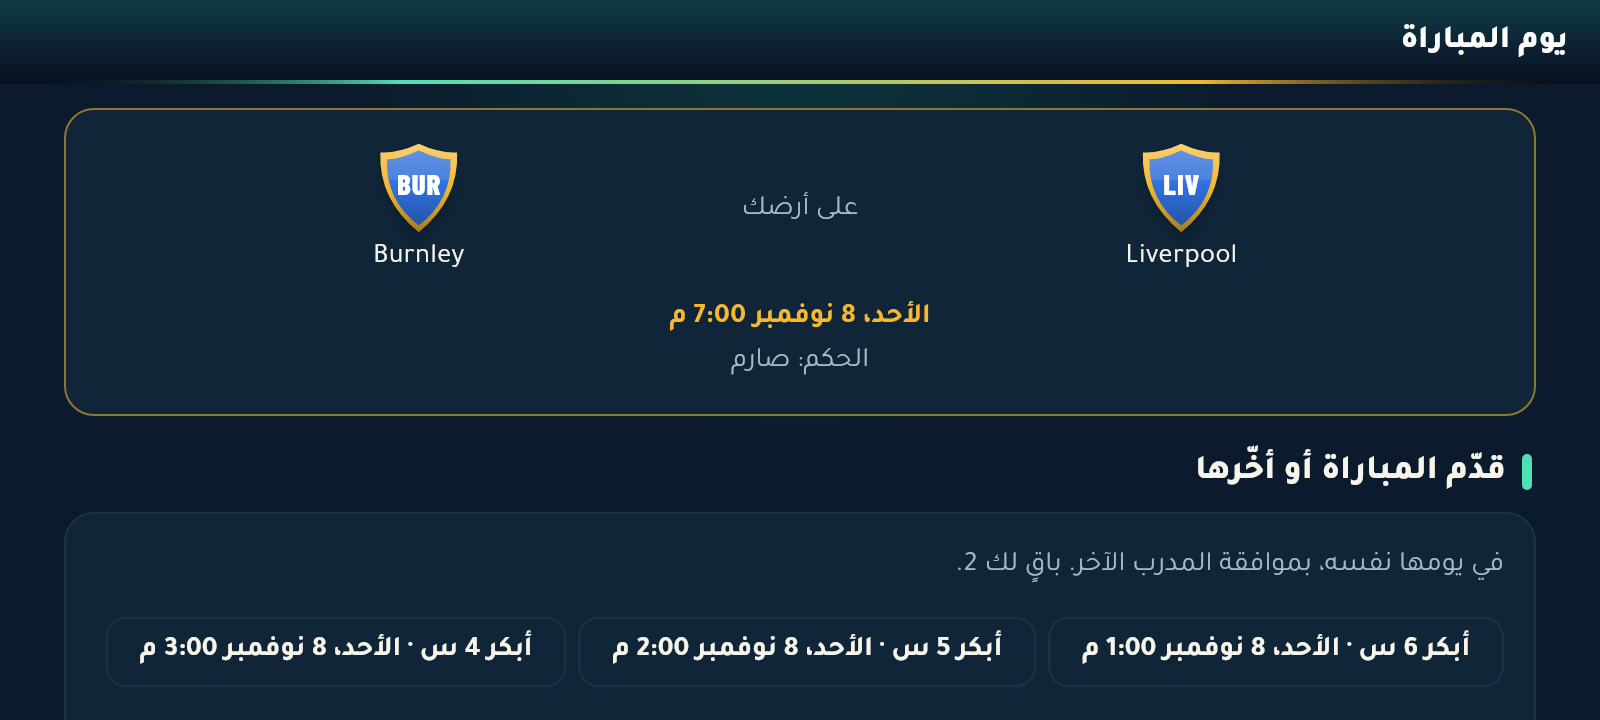 يوم المباراة
LIV
Liverpool
على أرضك
BUR
Burnley
الأحد، 8 نوفمبر 7:00 م
الحكم: صارم
قدّم المباراة أو أخّرها
في يومها نفسه، بموافقة المدرب الآخر. باقٍ لك 2.
أبكر 6 س · الأحد، 8 نوفمبر 1:00 م
أبكر 5 س · الأحد، 8 نوفمبر 2:00 م
أبكر 4 س · الأحد، 8 نوفمبر 3:00 م